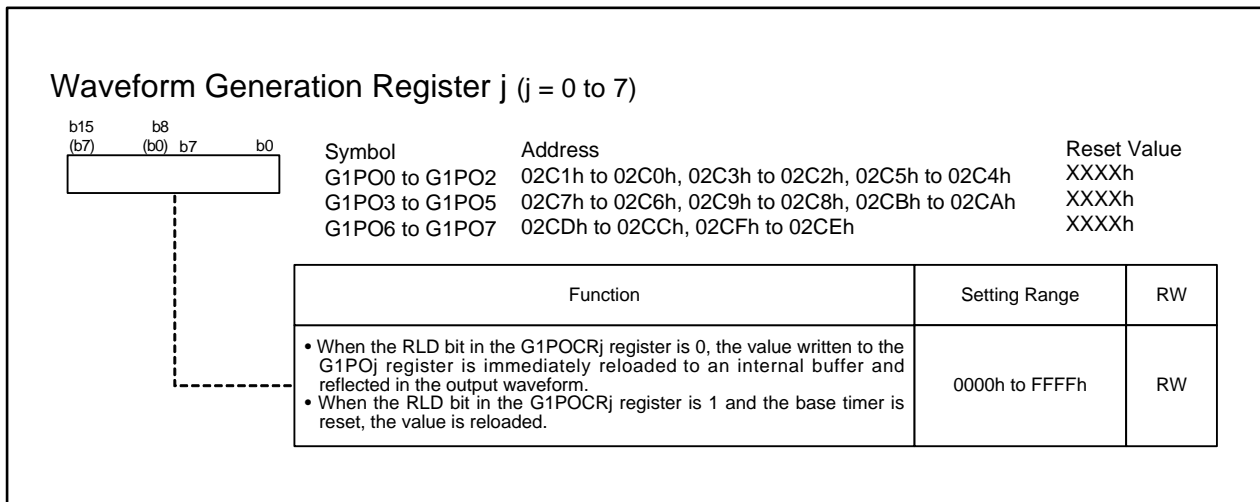 Waveform Generation Register j (j = 0 to 7)
b15 b8
(b7) (b0) b7 b0
Symbol Address Reset Value
G1PO0 to G1PO2 02C1h to 02C0h, 02C3h to 02C2h, 02C5h to 02C4h XXXXh
G1PO3 to G1PO5 02C7h to 02C6h, 02C9h to 02C8h, 02CBh to 02CAh XXXXh
G1PO6 to G1PO7 02CDh to 02CCh, 02CFh to 02CEh XXXXh
Function Setting Range RW
• When the RLD bit in the G1POCRj register is 0, the value written to the
G1POj register is immediately reloaded to an internal buffer and
reflected in the output waveform.
• When the RLD bit in the G1POCRj register is 1 and the base timer is
reset, the value is reloaded.
0000h to FFFFh RW